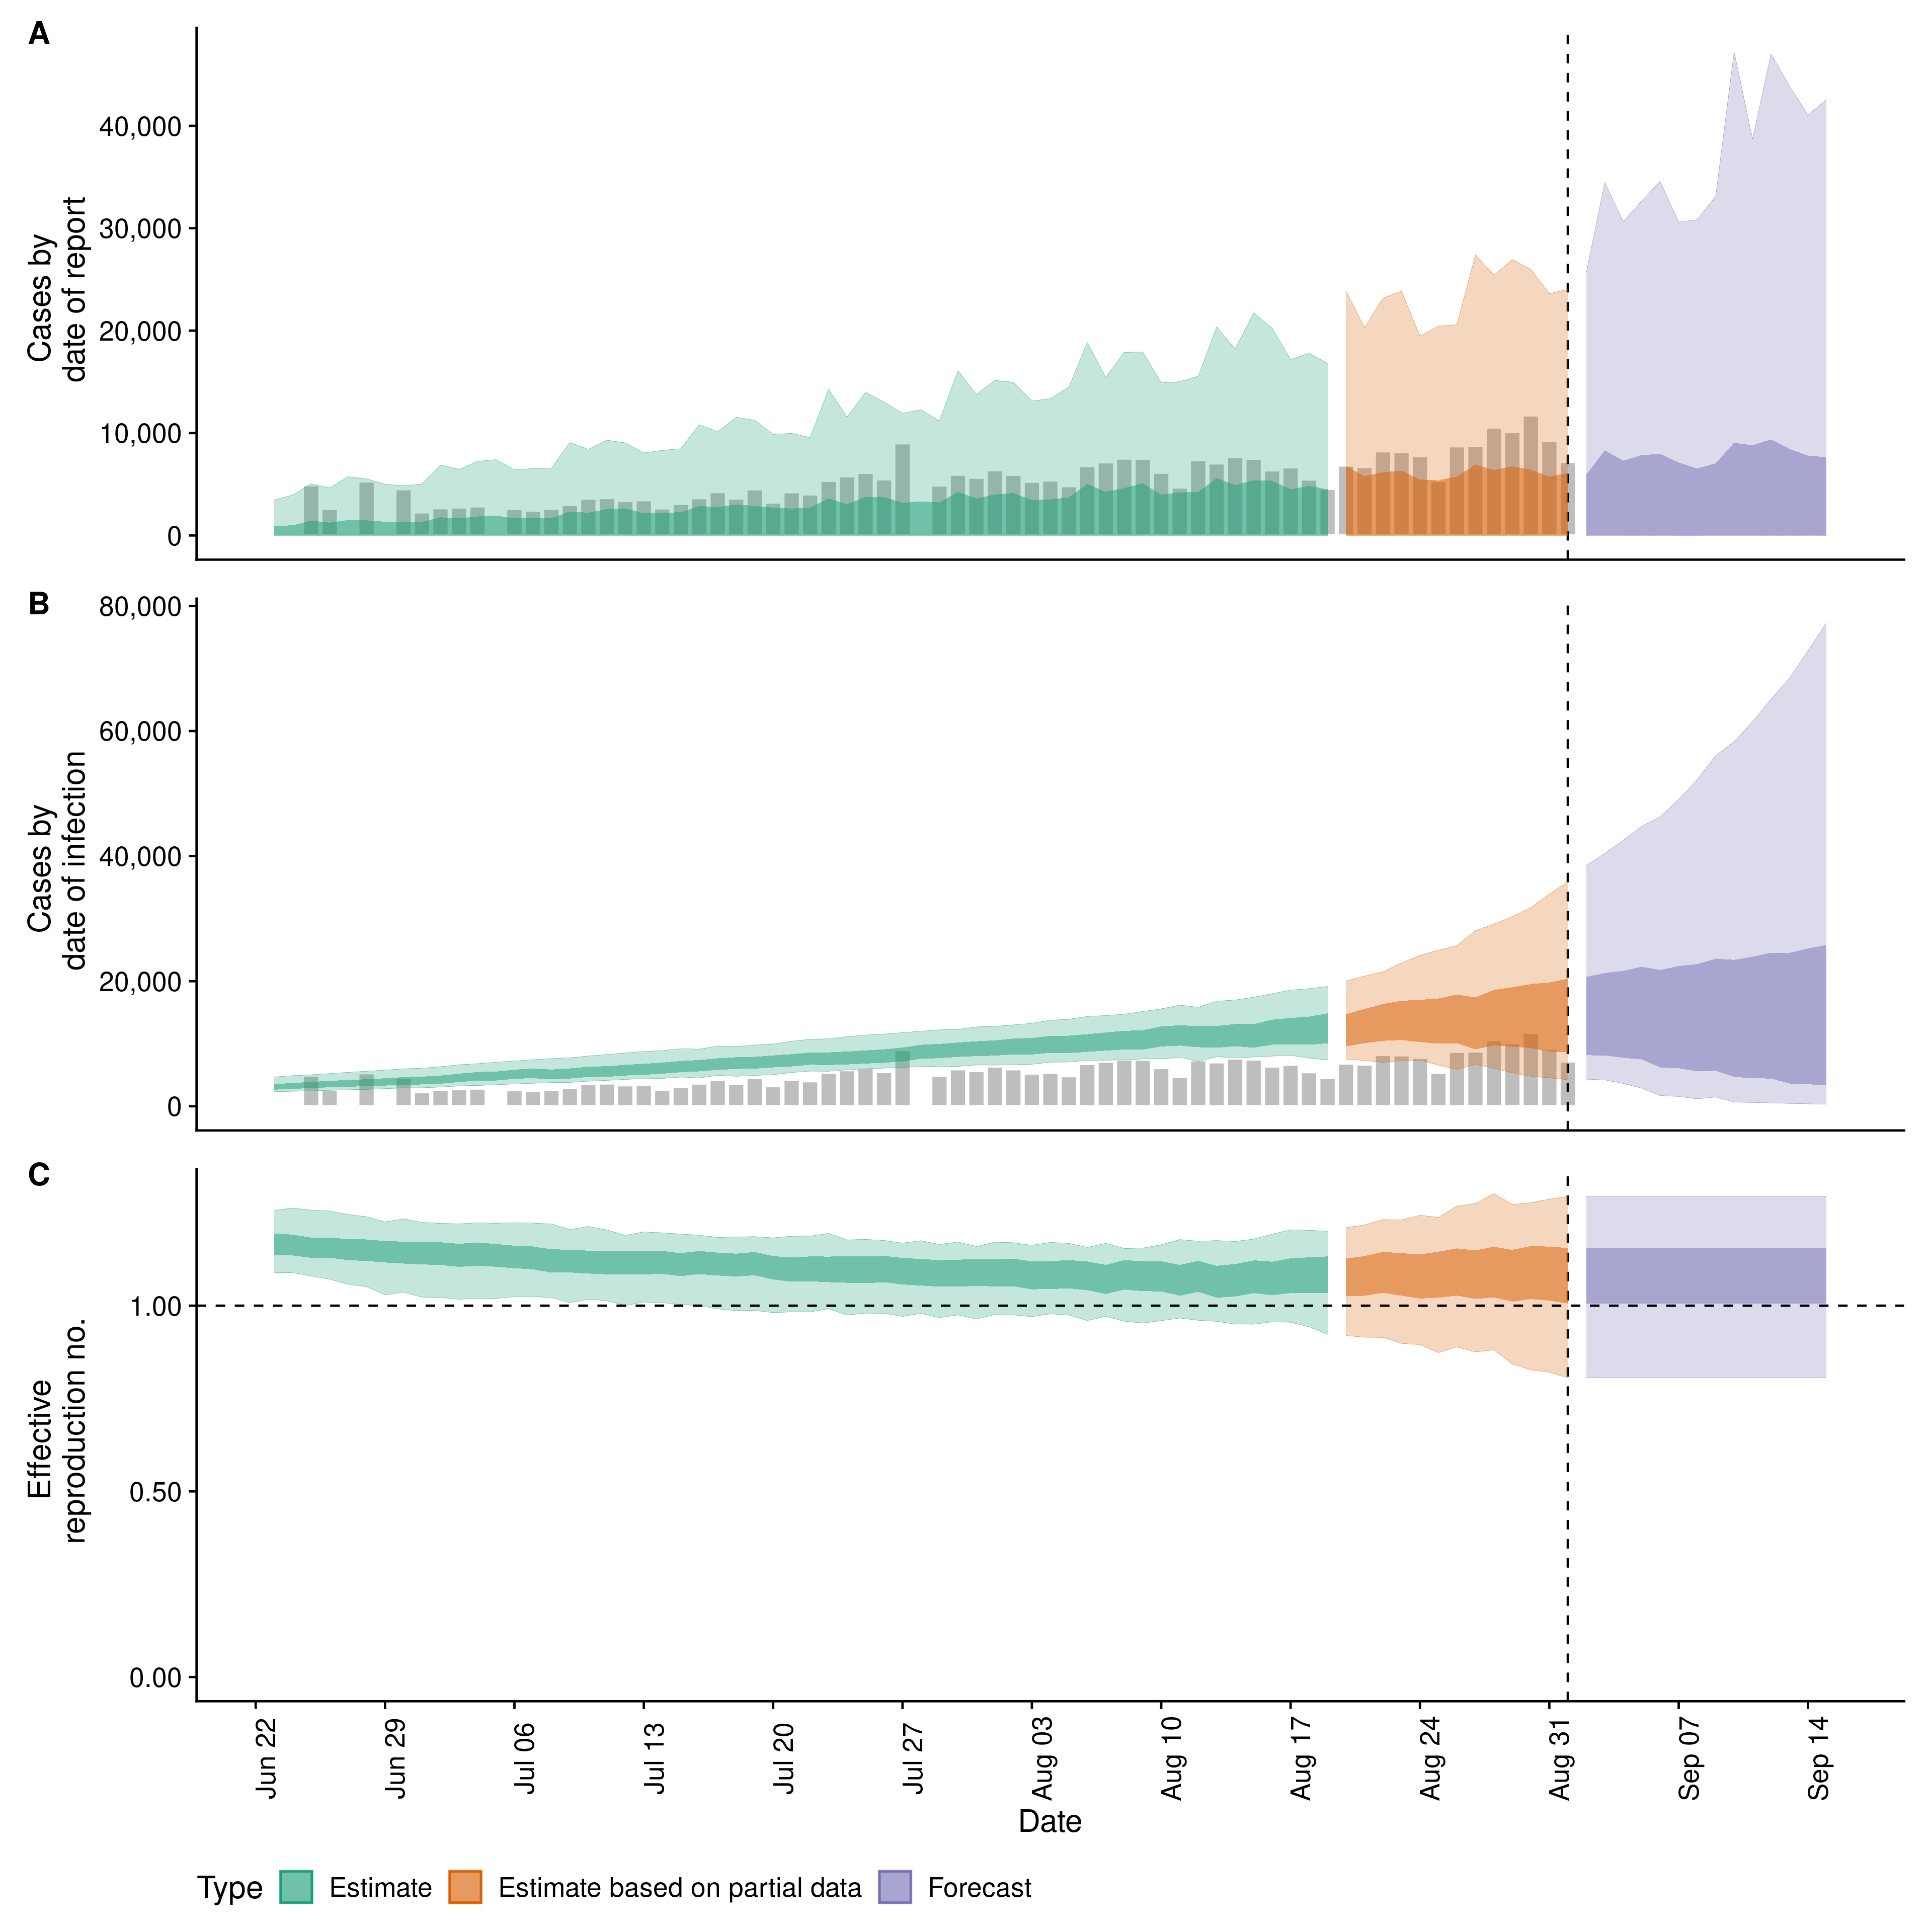 A
Cases by
date of report
40,000
30,000
20,000
10,000
0
B
Cases by
date of infection
80,000
60,000
40,000
20,000
0
C
Effective
reproduction no.
1.00
0.50
0.00
Jun 22
Jun 29
Jul 06
Jul 13
Jul 20
Jul 27
Aug 03
Aug 10
Aug 17
Aug 24
Aug 31
Sep 07
Sep 14
Date
Type Estimate Estimate based on partial data Forecast